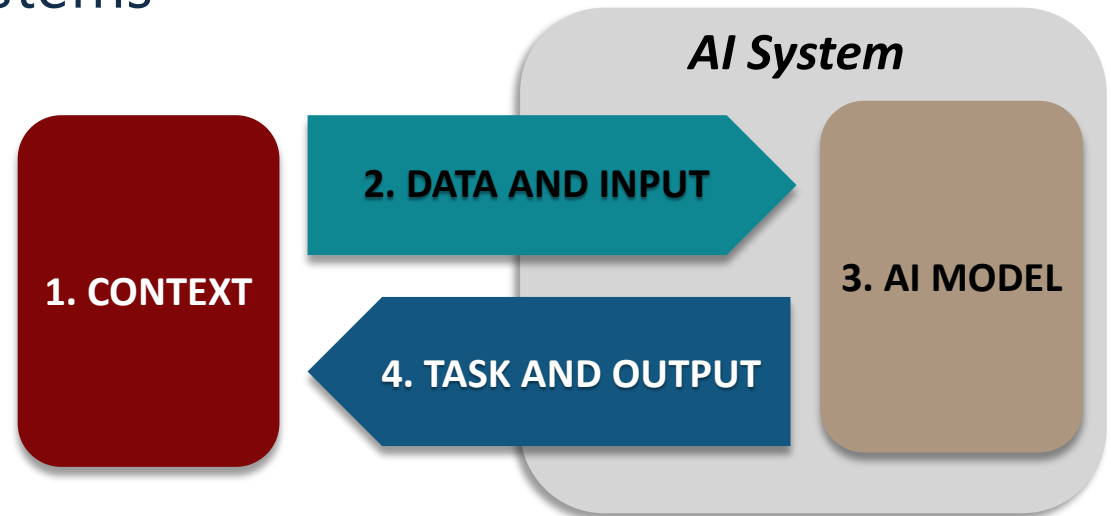 AI System
2. DATA AND INPUT
1. CONTEXT
3. AI MODEL
4. TASK AND OUTPUT